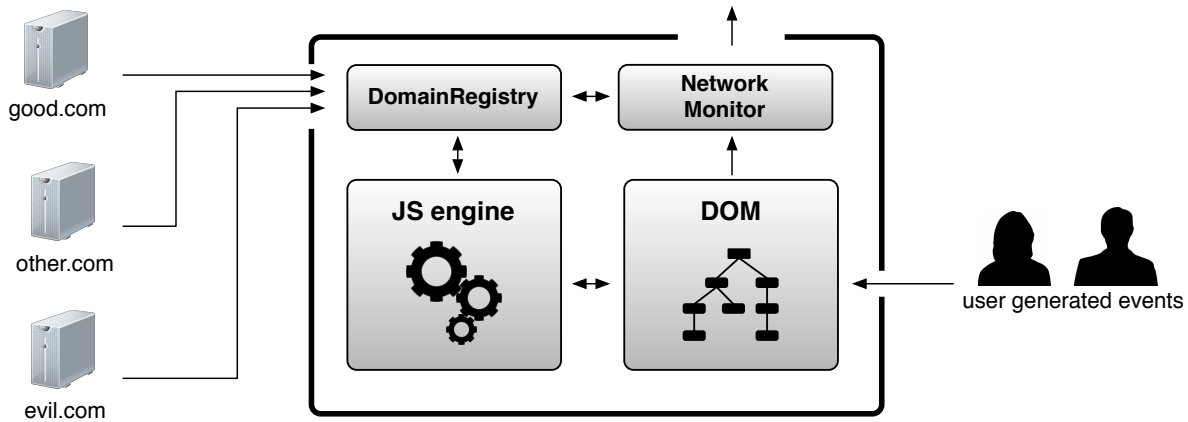 good.com
other.com
evil.com
DomainRegistry
Network
Monitor
JS engine
DOM
user generated events